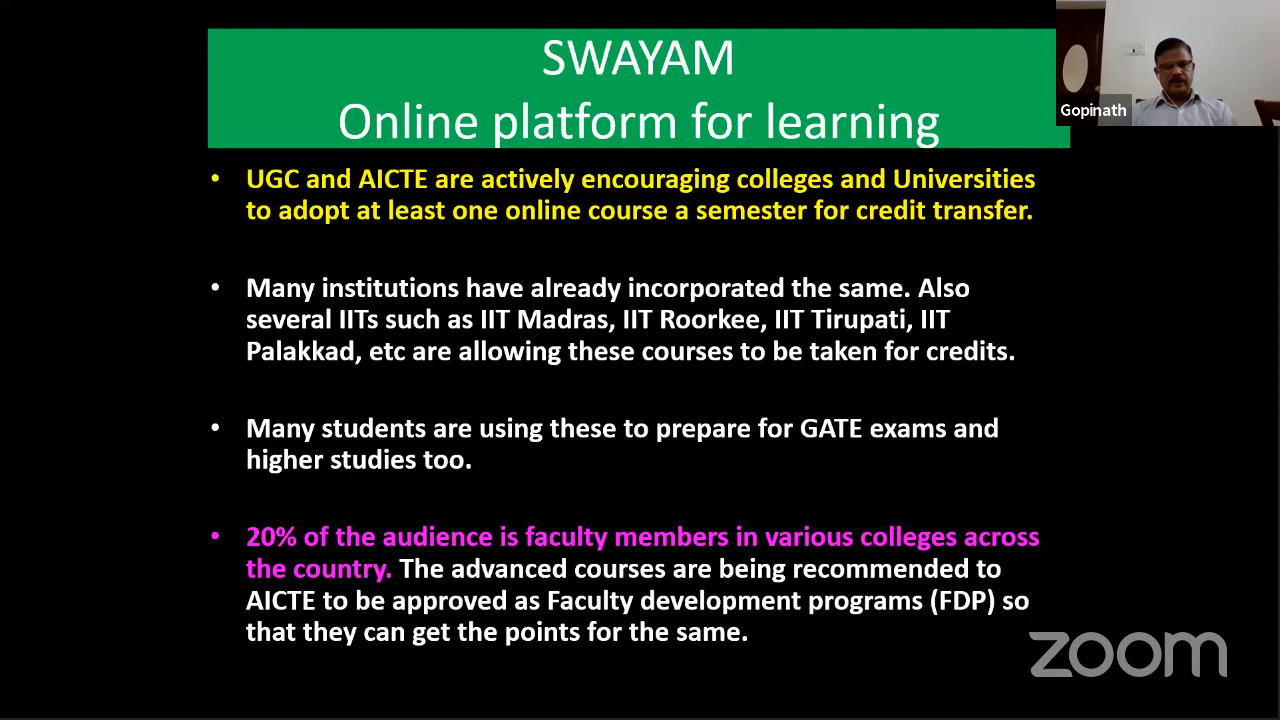 SWAYAM
Online platform for learning
Gopinath
• UGC and AICTE are actively encouraging colleges and Universities
to adopt at least one online course a semester for credit transfer.
• Many institutions have already incorporated the same. Also
several IITs such as IIT Madras, IIT Roorkee, IIT Tirupati, IIT
Palakkad, etc are allowing these courses to be taken for credits.
• Many students are using these to prepare for GATE exams and
higher studies too.
• 20% of the audience is faculty members in various colleges across
the country. The advanced courses are being recommended to
AICTE to be approved as Faculty development programs (FDP) so
that they can get the points for the same.
zoom